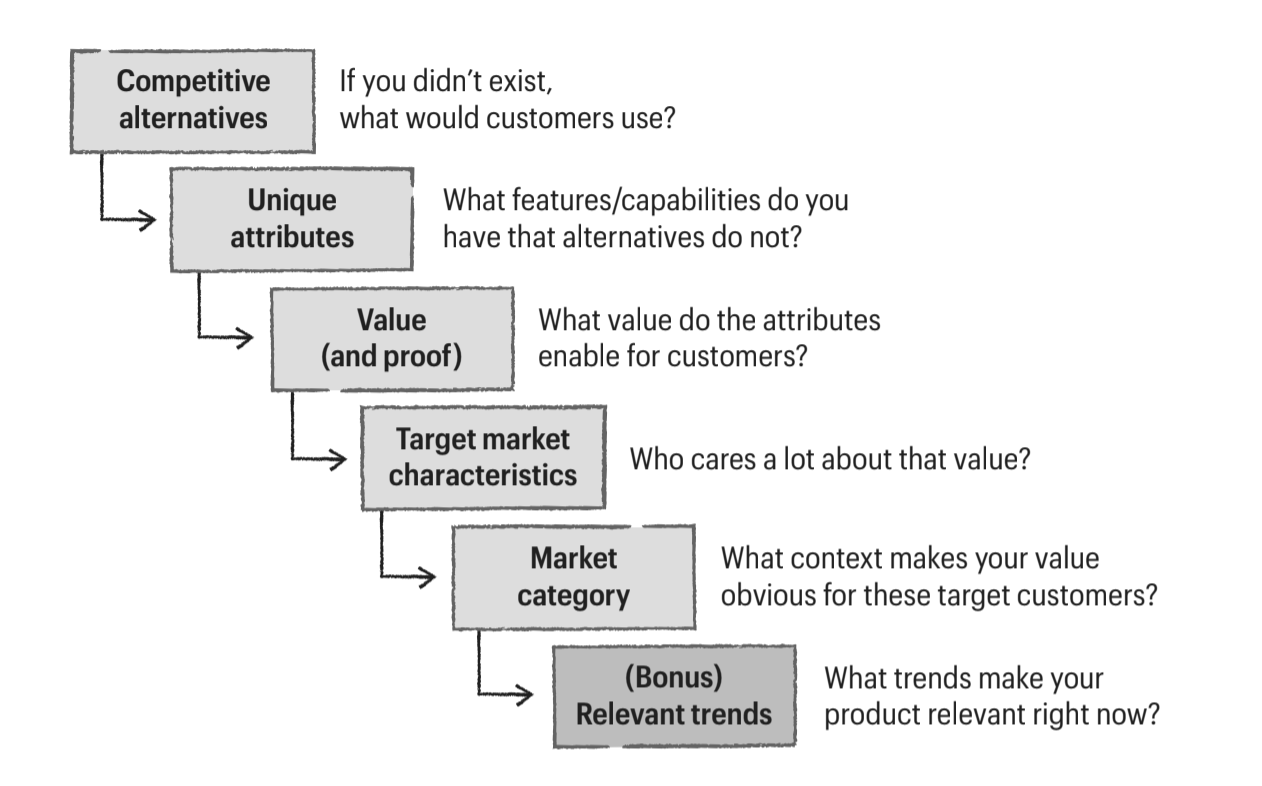 Competitive
alternatives
If you didn’t exist,
what would customers use?
Unique
attributes
What features/capabilities do you
have that alternatives do not?
Value
(and proof)
What value do the attributes
enable for customers?
Target market
characteristics
Who cares a lot about that value?
Market
category
What context makes your value
obvious for these target customers?
(Bonus)
Relevant trends
What trends make your
product relevant right now?